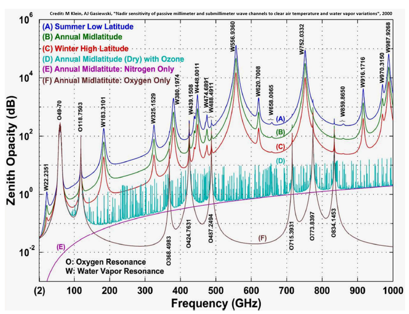 Credit: M Klein, AJ Gasiewski, "Nadir sensitivity of passive millimeter and submillimeter wave channels to clear air temperature and water vapor variations", 2000
(A) Summer Low Latitude
(B) Annual Midlatitude
(C) Winter High-Latitude
(D) Annual Midlatitude (Dry) with Ozone
(E) Annual Midlatitute: Nitrogen Only
(F) Annual Midlatitute: Oxygen Only
W22.2351
O49-70
O118.7503
W183.3101
W325.1529
W380.1974
W439.1508
W448.0011
W474.6891
W488.4911
W556.9360
W620.7008
W658.0065
W752.0332
W859.8650
W916.1716
W970.3150
W987.9268
O368.4983
O424.7631
O487.2494
O715.3931
O773.8397
O834.1453
(A)
(B)
(C)
(D)
(E)
(F)
O: Oxygen Resonance
W: Water Vapor Resonance
Zenith Opacity (dB)
10^6
10^4
10^2
1
10^-2
(2) 100 200 300 400 500 600 700 800 900 1000
Frequency (GHz)